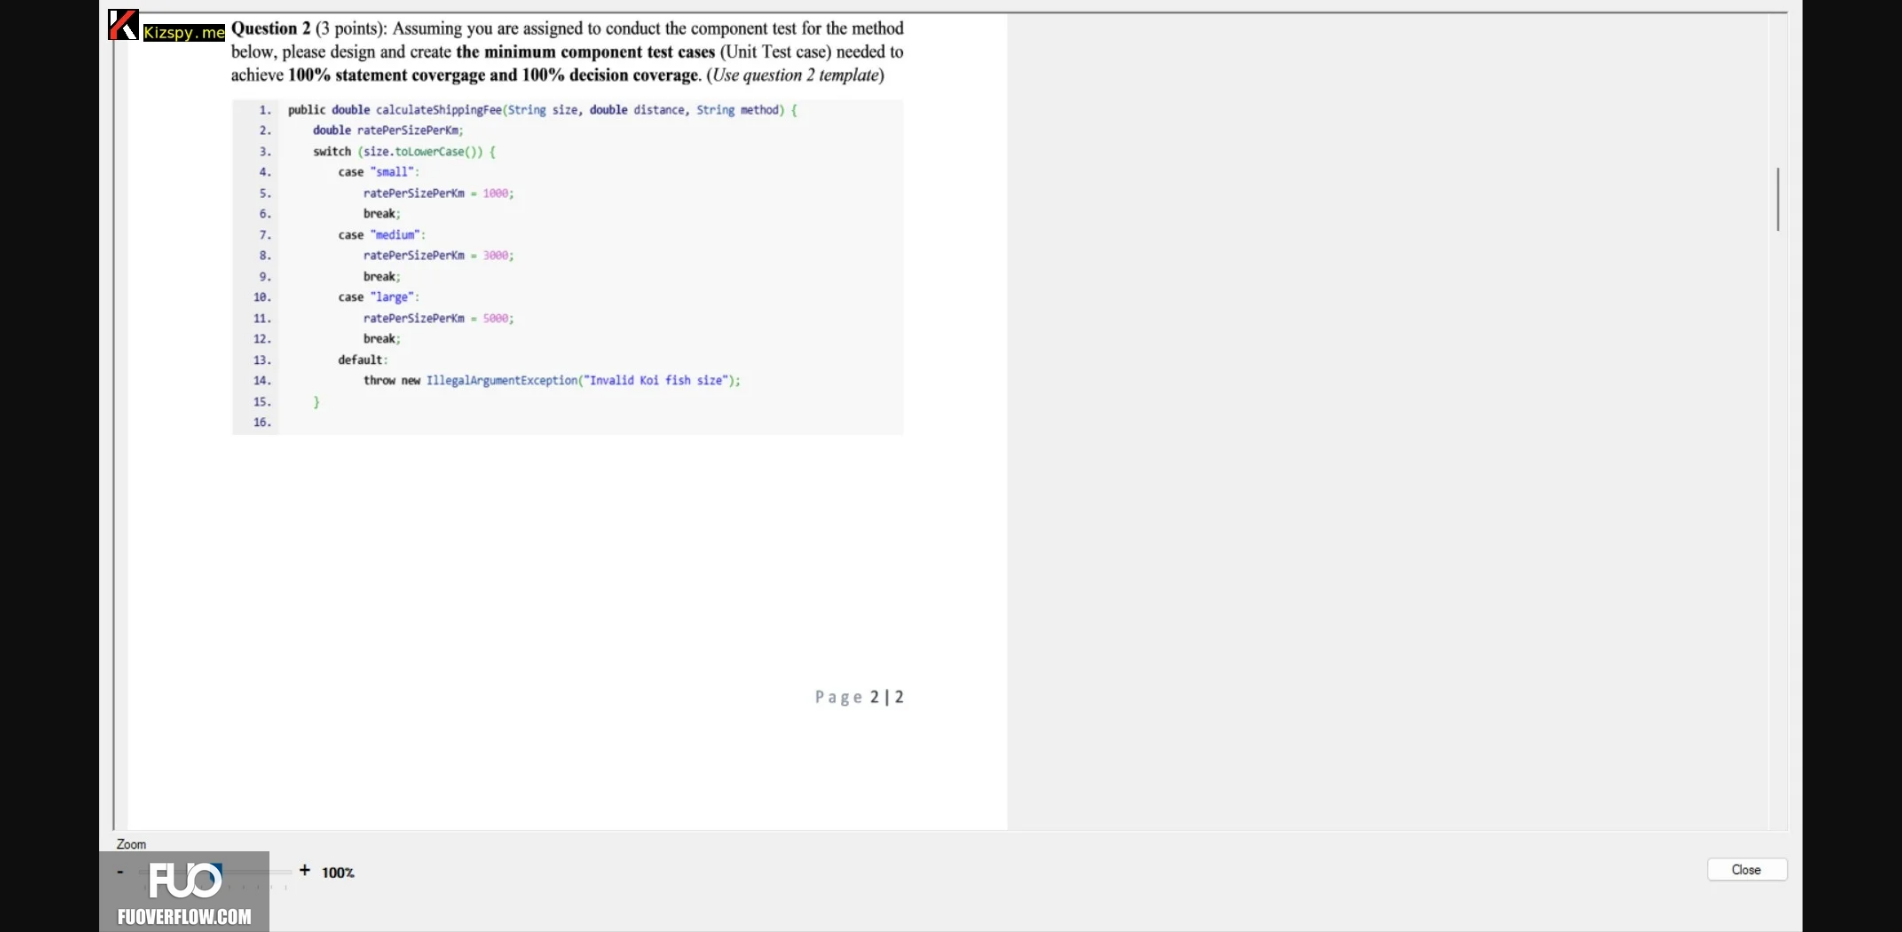 Kizspy.me
Question 2 (3 points): Assuming you are assigned to conduct the component test for the method
below, please design and create the minimum component test cases (Unit Test case) needed to
achieve 100% statement covergage and 100% decision coverage. (Use question 2 template)
1. public double calculateShippingFee(String size, double distance, String method) {
2. double ratePerSizePerKm;
3. switch (size.toLowerCase()) {
4. case "small":
5. ratePerSizePerKm = 1000;
6. break;
7. case "medium":
8. ratePerSizePerKm = 3000;
9. break;
10. case "large":
11. ratePerSizePerKm = 5000;
12. break;
13. default:
14. throw new IllegalArgumentException("Invalid Koi fish size");
15. }
16.
Page 2 | 2
Zoom
- + 100%
Close
FUO
FUOVERFLOW.COM